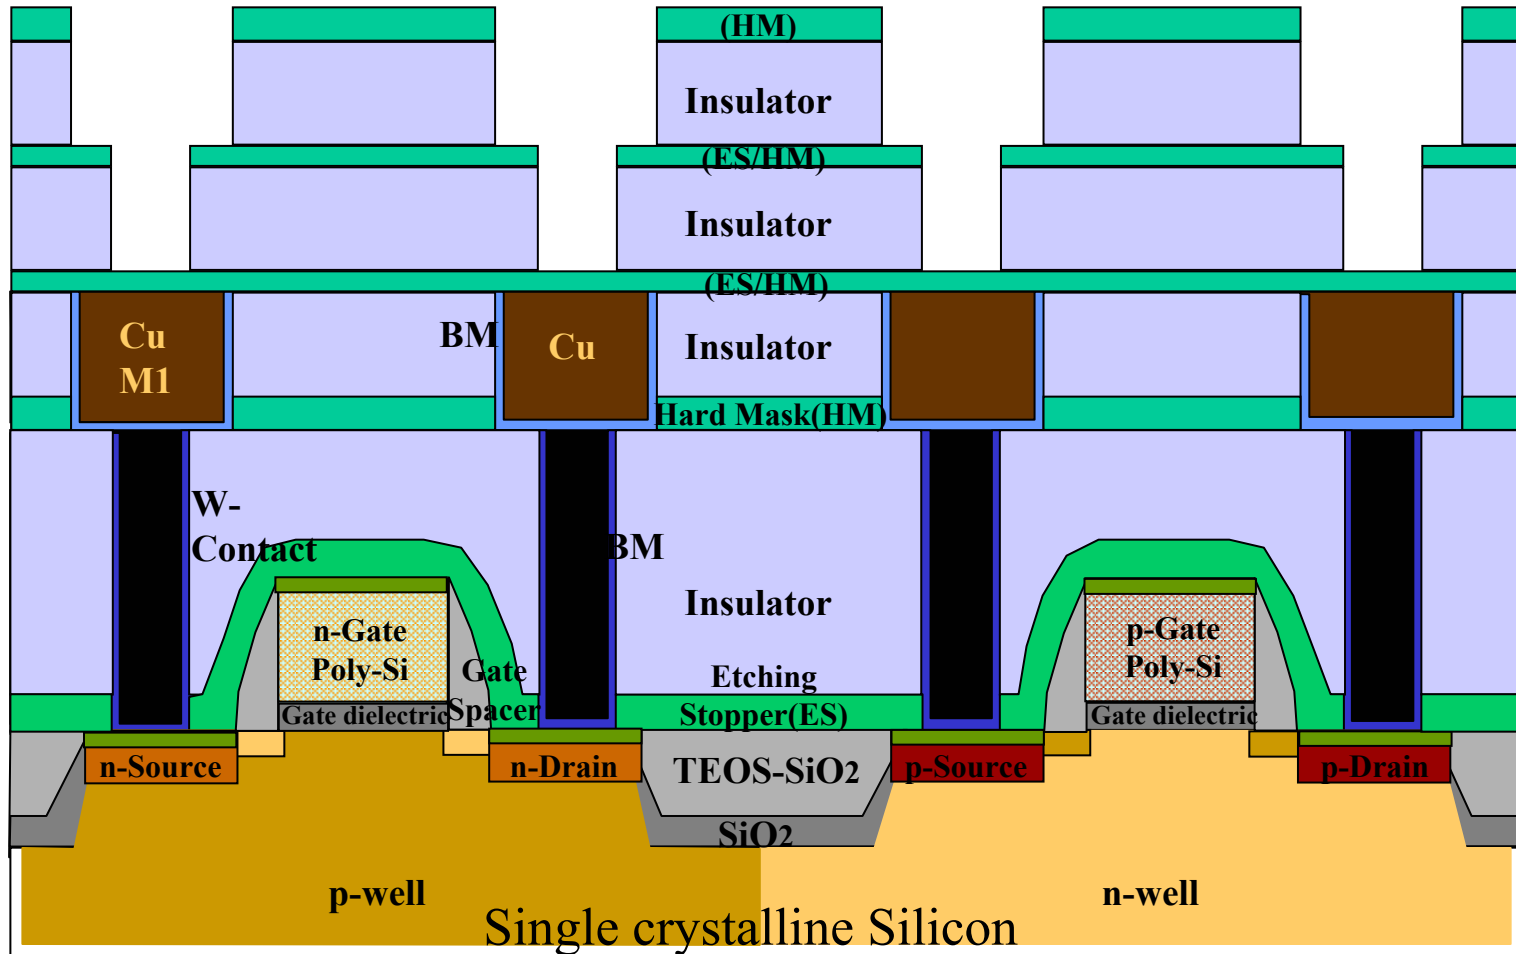 (HM)
Insulator
(ES/HM)
Insulator
(ES/HM)
Cu
M1
BM
Cu
Insulator
Hard Mask(HM)
W-
Contact
BM
Insulator
n-Gate
Poly-Si
p-Gate
Poly-Si
Gate
Spacer
Etching
Stopper(ES)
Gate dielectric
Gate dielectric
n-Source
n-Drain
TEOS-SiO2
p-Source
p-Drain
SiO2
p-well
n-well
Single crystalline Silicon